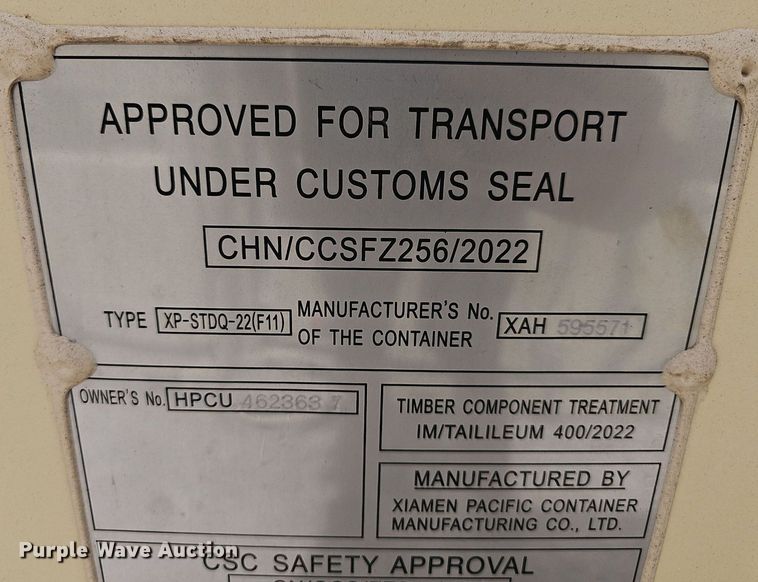 APPROVED FOR TRANSPORT
UNDER CUSTOMS SEAL
CHN/CCSFZ256/2022
TYPE XP-STDQ-22(F11) MANUFACTURER'S No. OF THE CONTAINER XAH 595571
OWNER'S No. HPCU 462363 7
TIMBER COMPONENT TREATMENT
IM/TAILILEUM 400/2022
MANUFACTURED BY
XIAMEN PACIFIC CONTAINER
MANUFACTURING CO., LTD.
CSC SAFETY APPROVAL
Purple Wave Auction